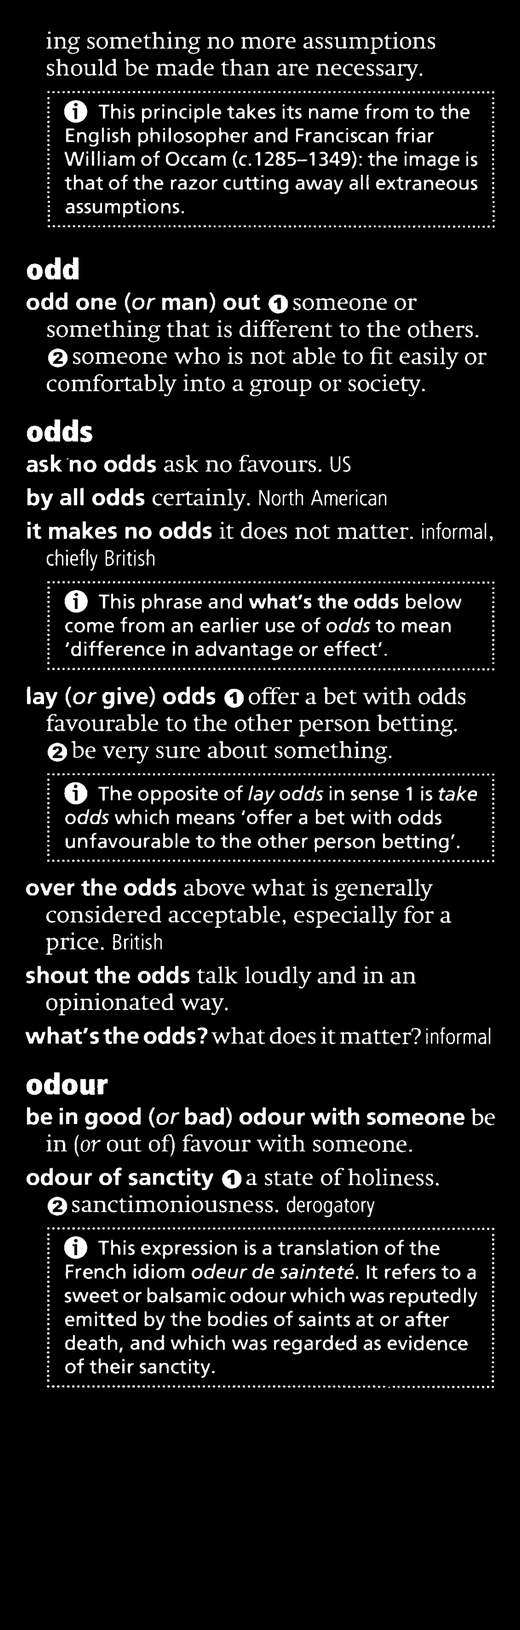 ing something no more assumptions
should be made than are necessary.
ⓘ This principle takes its name from to the
English philosopher and Franciscan friar
William of Occam (c.1285–1349): the image is
that of the razor cutting away all extraneous
assumptions.
odd
odd one (or man) out ❶ someone or
something that is different to the others.
❷ someone who is not able to fit easily or
comfortably into a group or society.
odds
ask no odds ask no favours. US
by all odds certainly. North American
it makes no odds it does not matter. informal,
chiefly British
ⓘ This phrase and what's the odds below
come from an earlier use of odds to mean
'difference in advantage or effect'.
lay (or give) odds ❶ offer a bet with odds
favourable to the other person betting.
❷ be very sure about something.
ⓘ The opposite of lay odds in sense 1 is take
odds which means 'offer a bet with odds
unfavourable to the other person betting'.
over the odds above what is generally
considered acceptable, especially for a
price. British
shout the odds talk loudly and in an
opinionated way.
what's the odds? what does it matter? informal
odour
be in good (or bad) odour with someone be
in (or out of) favour with someone.
odour of sanctity ❶ a state of holiness.
❷ sanctimoniousness. derogatory
ⓘ This expression is a translation of the
French idiom odeur de sainteté. It refers to a
sweet or balsamic odour which was reputedly
emitted by the bodies of saints at or after
death, and which was regarded as evidence
of their sanctity.